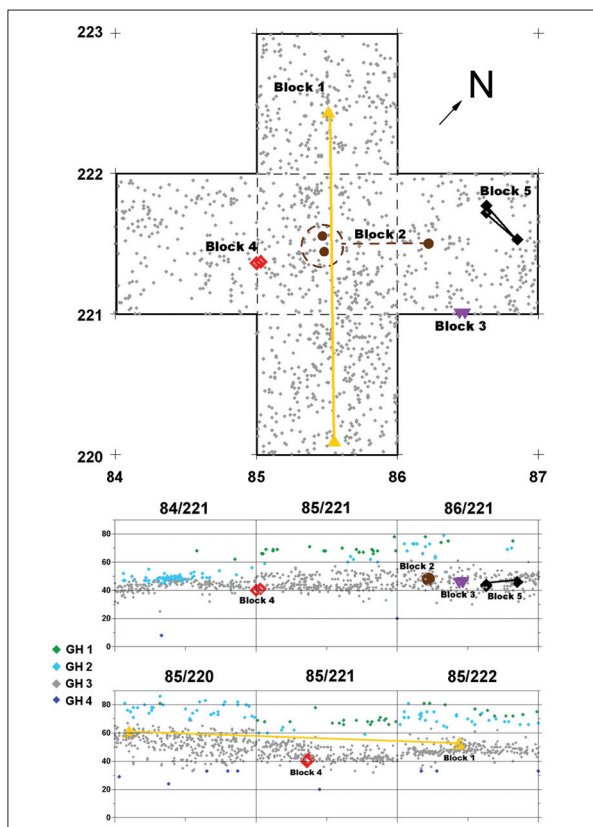 223
Block 1
N
222
Block 5
Block 4
Block 2
221
Block 3
220
84
85
86
87
84/221
85/221
86/221
80
60
40
20
0
Block 2
Block 4
Block 3
Block 5
GH 1
GH 2
GH 3
GH 4
85/220
85/221
85/222
80
60
40
20
0
Block 4
Block 1